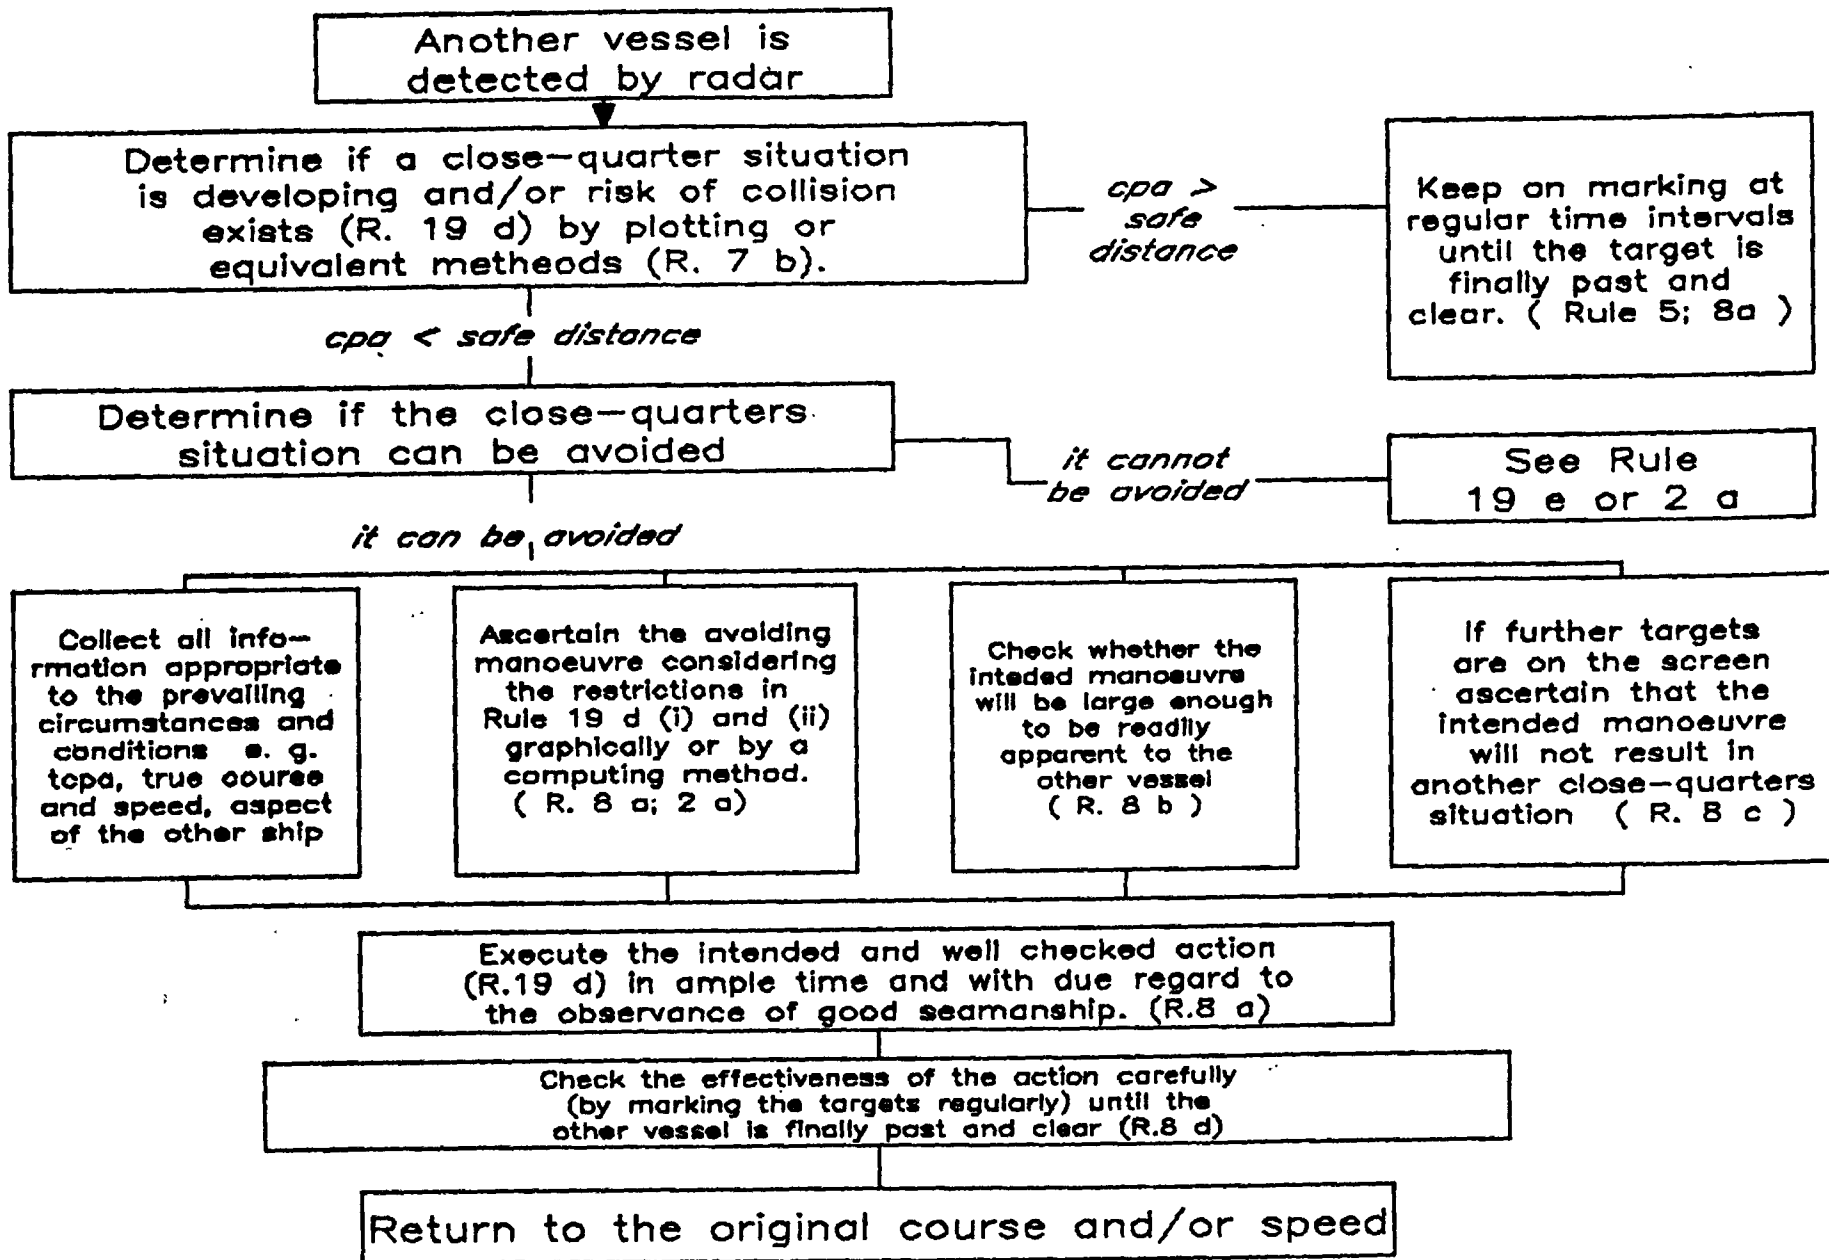 Another vessel is
detected by radar
Determine if a close-quarter situation
is developing and/or risk of collision
exists (R. 19 d) by plotting or
equivalent metheods (R. 7 b).
cpa >
safe
distance
Keep on marking at
regular time intervals
until the target is
finally past and
clear. ( Rule 5; 8a )
cpa < safe distance
Determine if the close-quarters
situation can be avoided
it cannot
be avoided
See Rule
19 e or 2 a
it can be avoided
Collect all info-
rmation appropriate
to the prevailing
circumstances and
conditions e. g.
tcpa, true course
and speed, aspect
of the other ship
Ascertain the avoiding
manoeuvre considering
the restrictions in
Rule 19 d (i) and (ii)
graphically or by a
computing method.
( R. 8 a; 2 a)
Check whether the
inteded manoeuvre
will be large enough
to be readily
apparent to the
other vessel
( R. 8 b )
If further targets
are on the screen
ascertain that the
intended manoeuvre
will not result in
another close-quarters
situation ( R. 8 c )
Execute the intended and well checked action
(R.19 d) in ample time and with due regard to
the observance of good seamanship. (R.8 a)
Check the effectiveness of the action carefully
(by marking the targets regularly) until the
other vessel is finally past and clear (R.8 d)
Return to the original course and/or speed